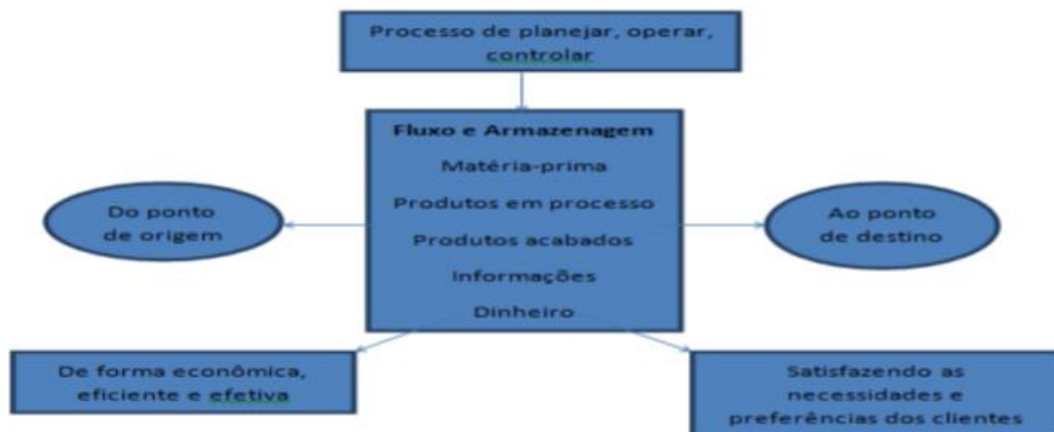 Processo de planejar, operar,
controlar
Fluxo e Armazenagem
Matéria-prima
Produtos em processo
Produtos acabados
Informações
Dinheiro
Do ponto
de origem
Ao ponto
de destino
De forma econômica,
eficiente e efetiva
Satisfazendo as
necessidades e
preferências dos clientes